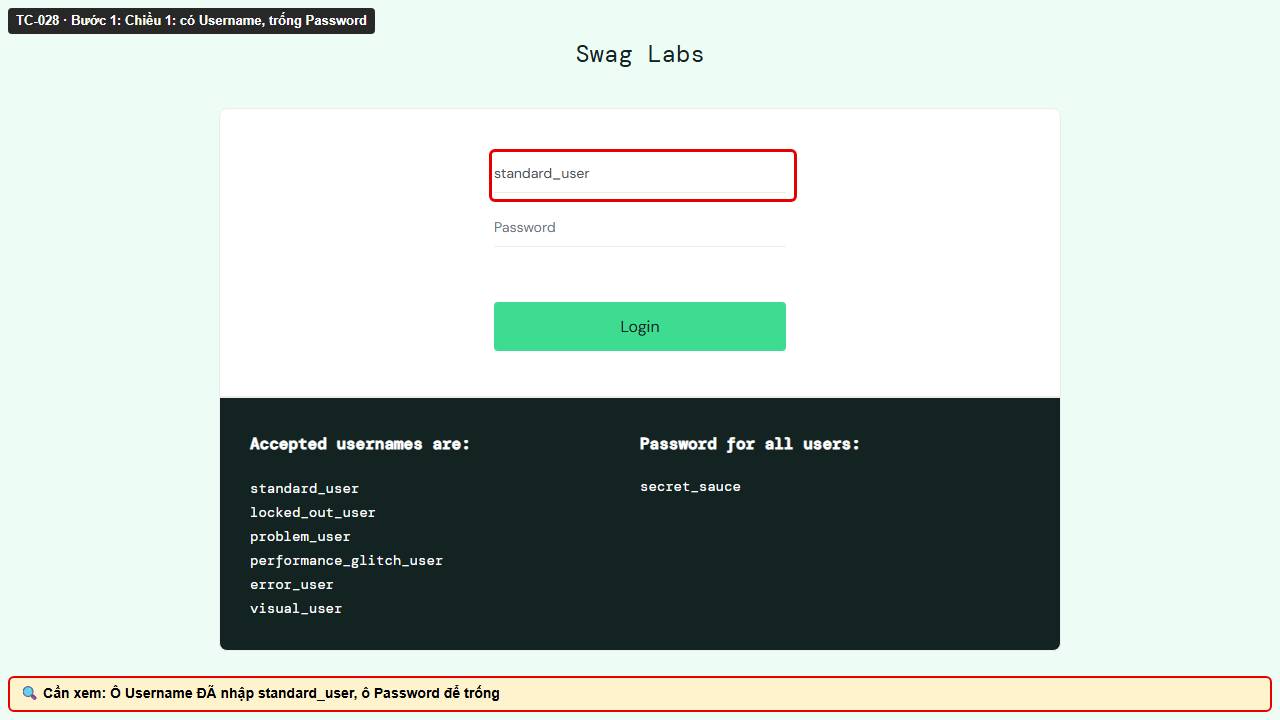 TC-028 · Bước 1: Chiều 1: có Username, trống Password
Swag Labs
standard_user
Password
Login
Accepted usernames are:
standard_user
locked_out_user
problem_user
performance_glitch_user
error_user
visual_user
Password for all users:
secret_sauce
🔍 Cần xem: Ô Username ĐÃ nhập standard_user, ô Password để trống